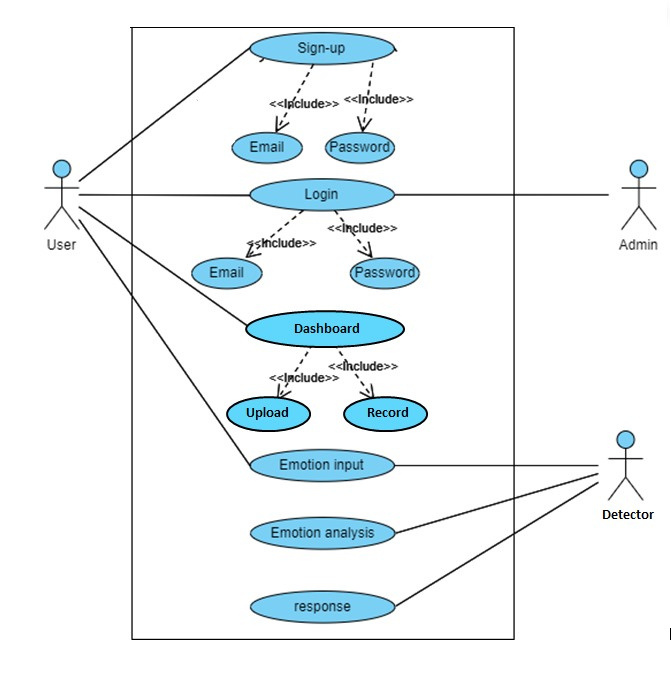 Sign-up
<<Include>>
<<Include>>
Email
Password
Login
User
Admin
<<Include>>
<<Include>>
Email
Password
Dashboard
<<Include>>
<<Include>>
Upload
Record
Emotion input
Detector
Emotion analysis
response